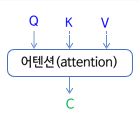 Q K V
어텐션(attention)
C